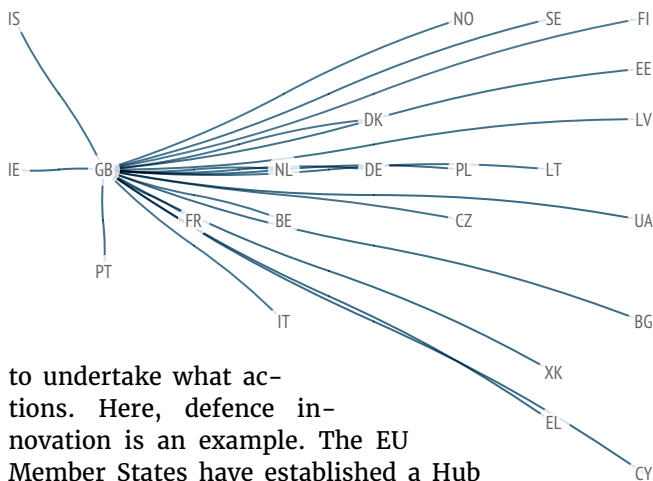 IS
NO SE FI
EE
DK
LV
IE GB NL DE PL LT
FR BE CZ UA
PT
IT
BG
XK
EL
CY
to undertake what ac-
tions. Here, defence in-
novation is an example. The EU
Member States have established a Hub